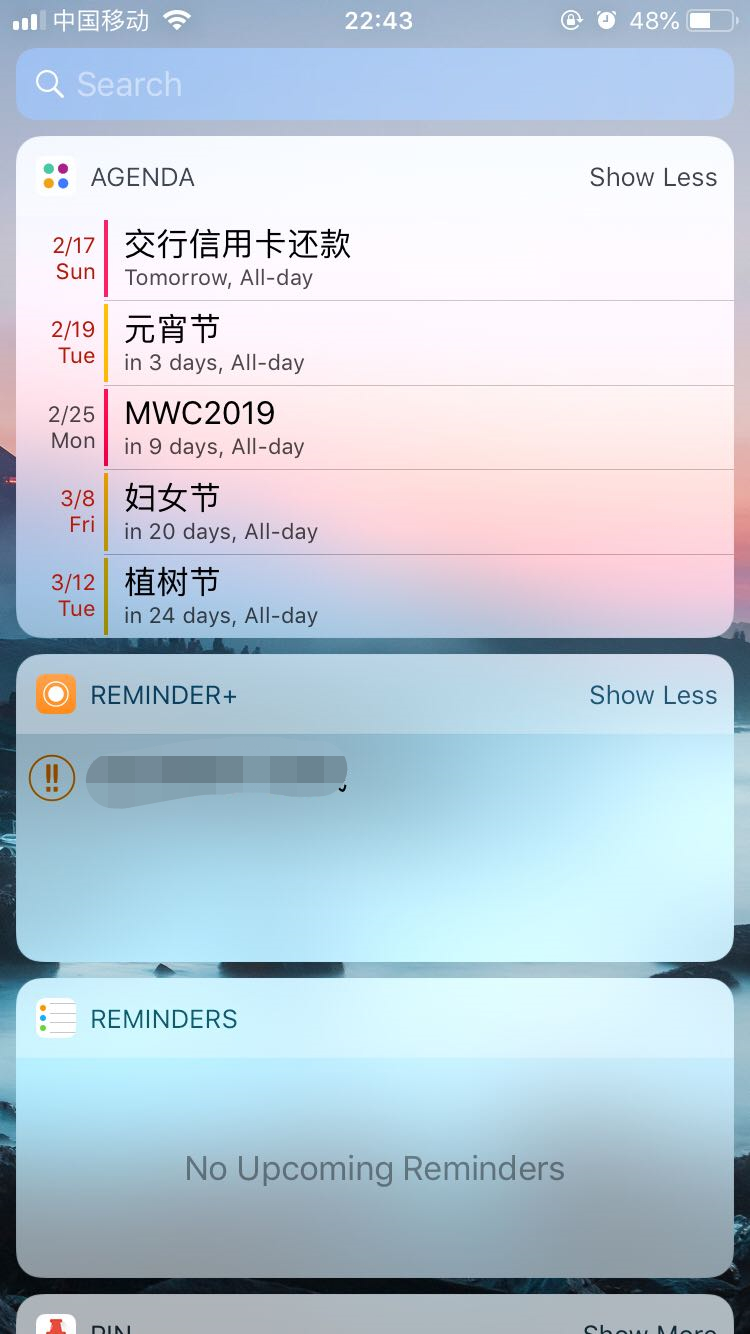 中国移动 22:43 48%
Search
AGENDA Show Less
2/17 Sun 交行信用卡还款
Tomorrow, All-day
2/19 Tue 元宵节
in 3 days, All-day
2/25 Mon MWC2019
in 9 days, All-day
3/8 Fri 妇女节
in 20 days, All-day
3/12 Tue 植树节
in 24 days, All-day
REMINDER+ Show Less
!!
REMINDERS
No Upcoming Reminders
PIN Show More